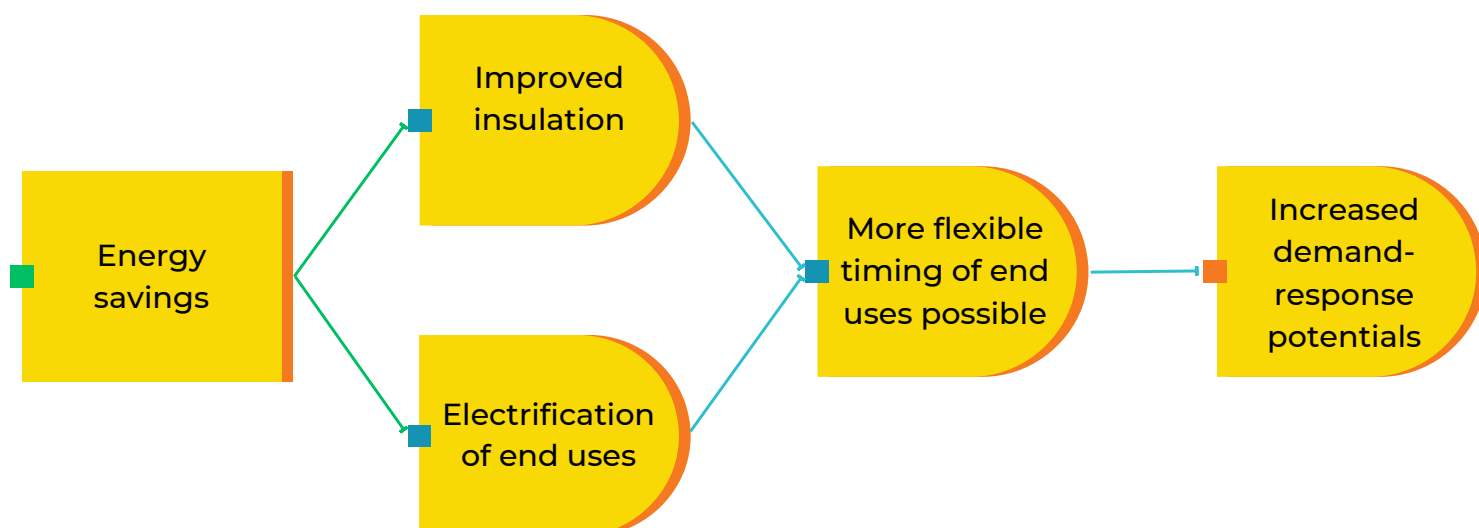 Energy
savings
Improved
insulation
Electrification
of end uses
More flexible
timing of end
uses possible
Increased
demand-
response
potentials